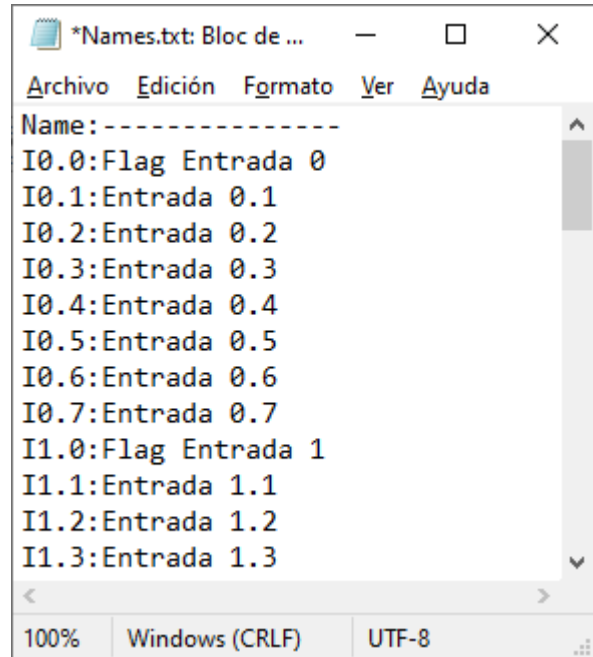 *Names.txt: Bloc de ...
Archivo Edición Formato Ver Ayuda
Name:---------------
I0.0:Flag Entrada 0
I0.1:Entrada 0.1
I0.2:Entrada 0.2
I0.3:Entrada 0.3
I0.4:Entrada 0.4
I0.5:Entrada 0.5
I0.6:Entrada 0.6
I0.7:Entrada 0.7
I1.0:Flag Entrada 1
I1.1:Entrada 1.1
I1.2:Entrada 1.2
I1.3:Entrada 1.3
100% Windows (CRLF) UTF-8